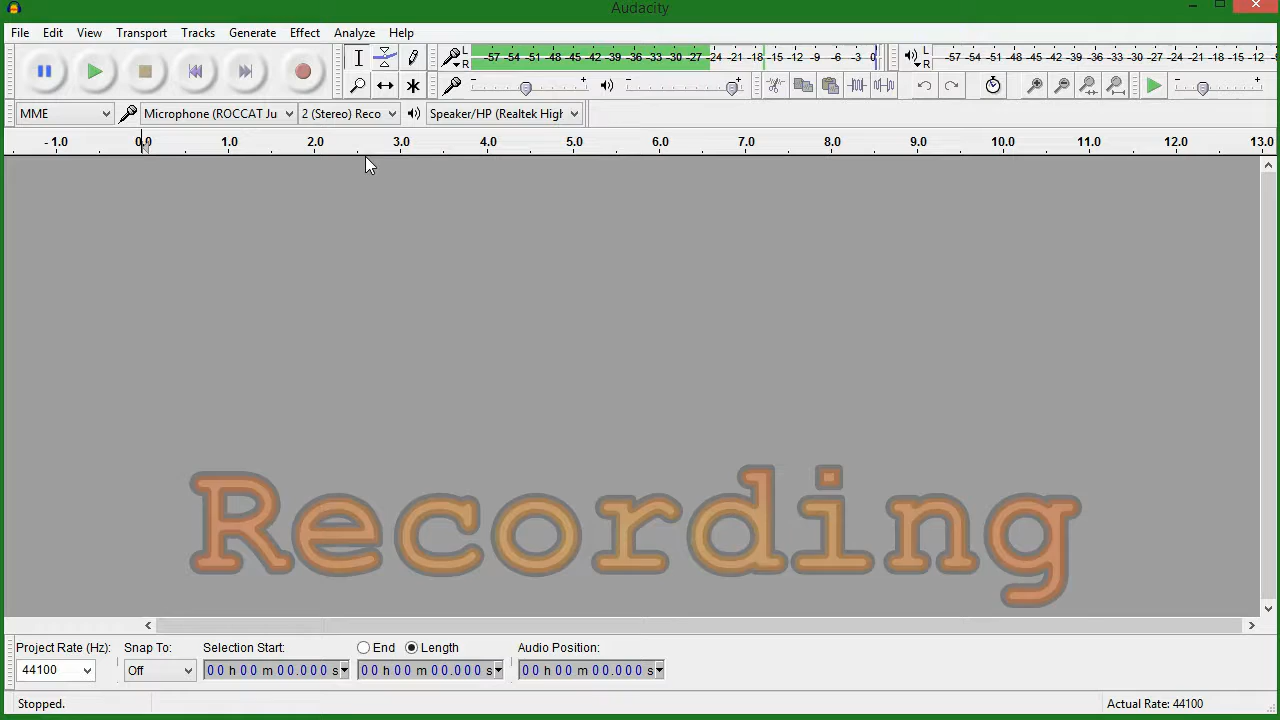 Audacity
File Edit View Transport Tracks Generate Effect Analyze Help
L R -57 -54 -51 -48 -45 -42 -39 -36 -33 -30 -27 -24 -21 -18 -15 -12 -9 -6 -3 0 L R -57 -54 -51 -48 -45 -42 -39 -36 -33 -30 -27 -24 -21 -18 -15 -12
- + - + - +
MME Microphone (ROCCAT Ju 2 (Stereo) Reco Speaker/HP (Realtek High
- 1.0 0.0 1.0 2.0 3.0 4.0 5.0 6.0 7.0 8.0 9.0 10.0 11.0 12.0 13.0
Recording
Project Rate (Hz): Snap To: Selection Start: End Length Audio Position:
44100 Off 00 h 00 m 00.000 s 00 h 00 m 00.000 s 00 h 00 m 00.000 s
Stopped. Actual Rate: 44100